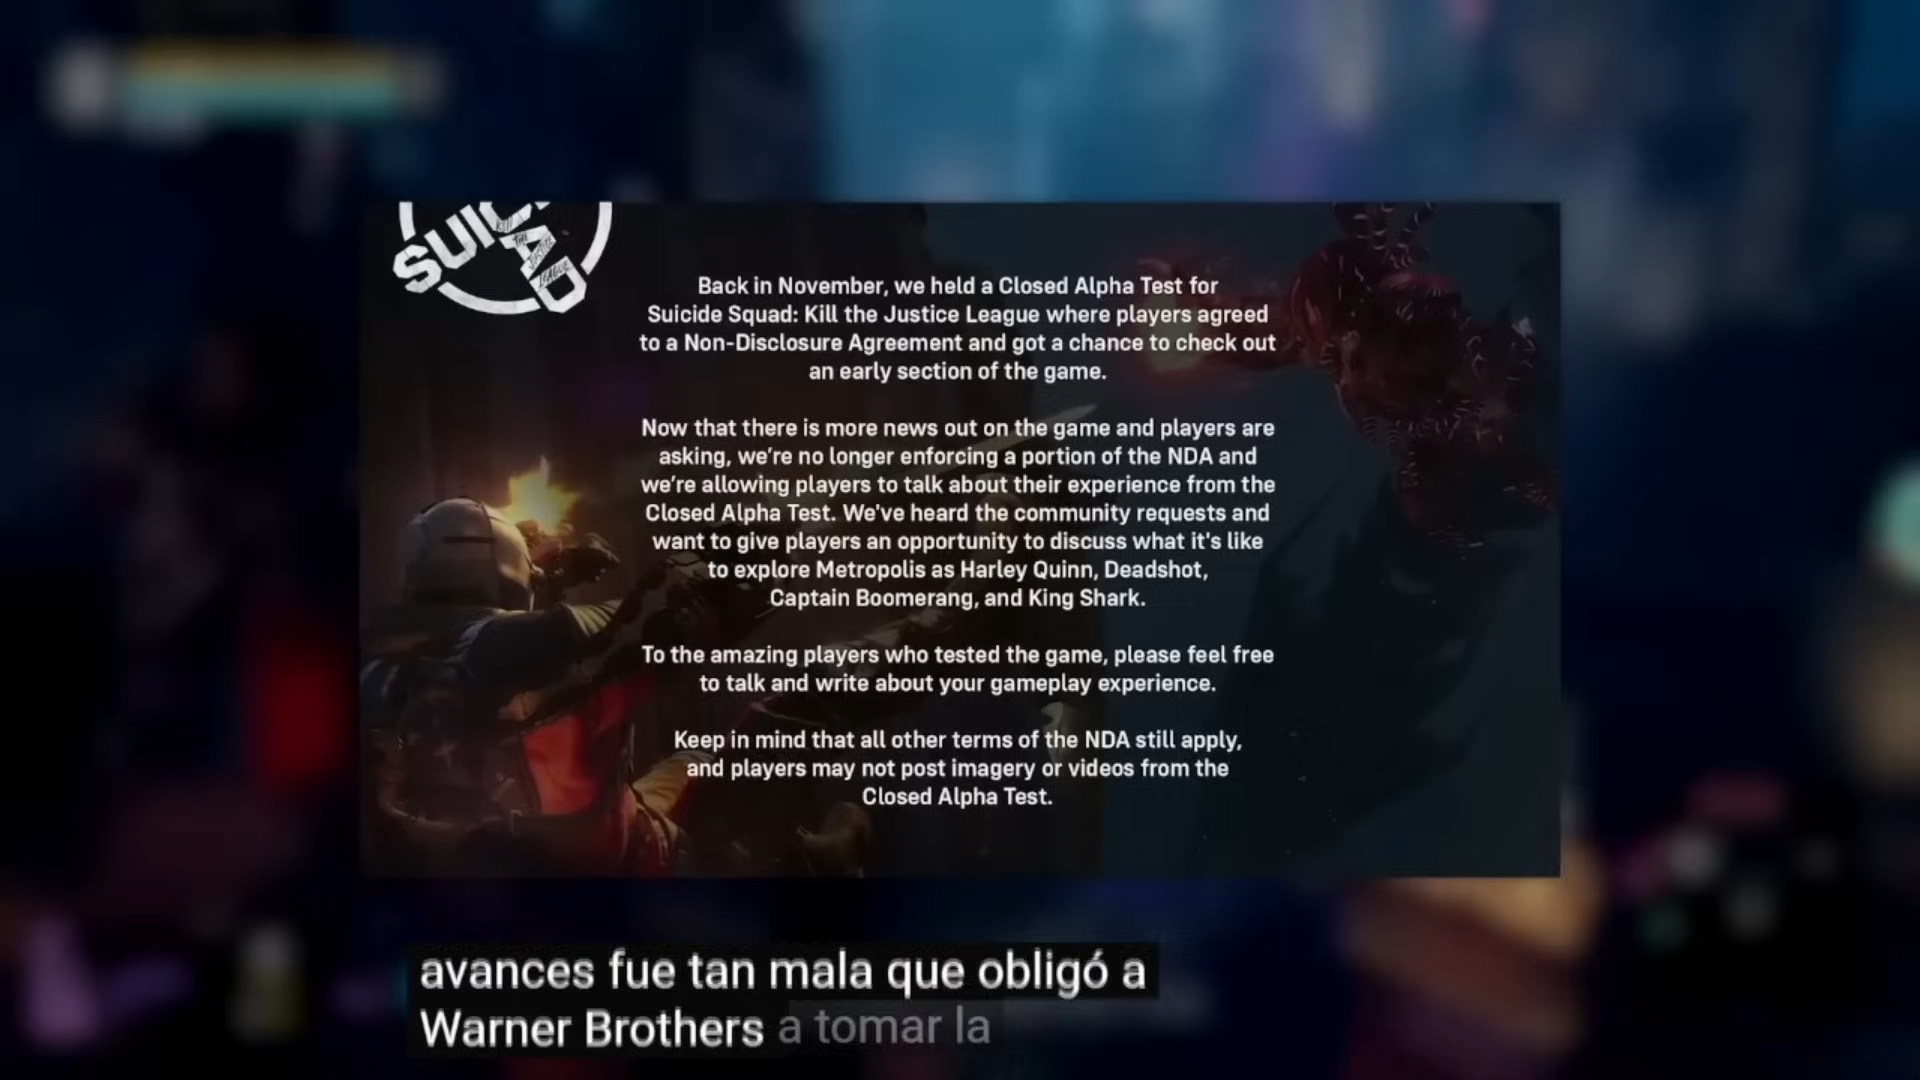 SUICI
KILL
THE
JUSTICE
LEAGUE
AD
Back in November, we held a Closed Alpha Test for
Suicide Squad: Kill the Justice League where players agreed
to a Non-Disclosure Agreement and got a chance to check out
an early section of the game.
Now that there is more news out on the game and players are
asking, we're no longer enforcing a portion of the NDA and
we're allowing players to talk about their experience from the
Closed Alpha Test. We've heard the community requests and
want to give players an opportunity to discuss what it's like
to explore Metropolis as Harley Quinn, Deadshot,
Captain Boomerang, and King Shark.
To the amazing players who tested the game, please feel free
to talk and write about your gameplay experience.
Keep in mind that all other terms of the NDA still apply,
and players may not post imagery or videos from the
Closed Alpha Test.
avances fue tan mala que obligó a
Warner Brothers a tomar la